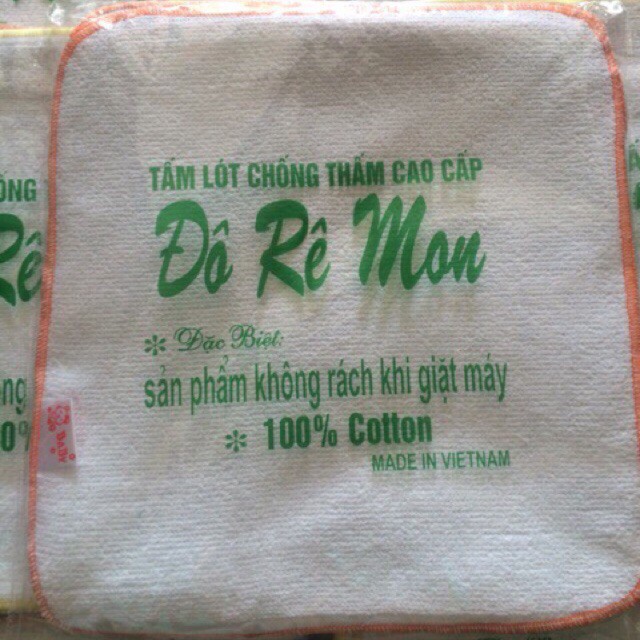 TẤM LÓT CHỐNG THẤM CAO CẤP
Đô Rê Mon
* Đặc Biệt:
sản phẩm không rách khi giặt máy
* 100% Cotton
MADE IN VIETNAM